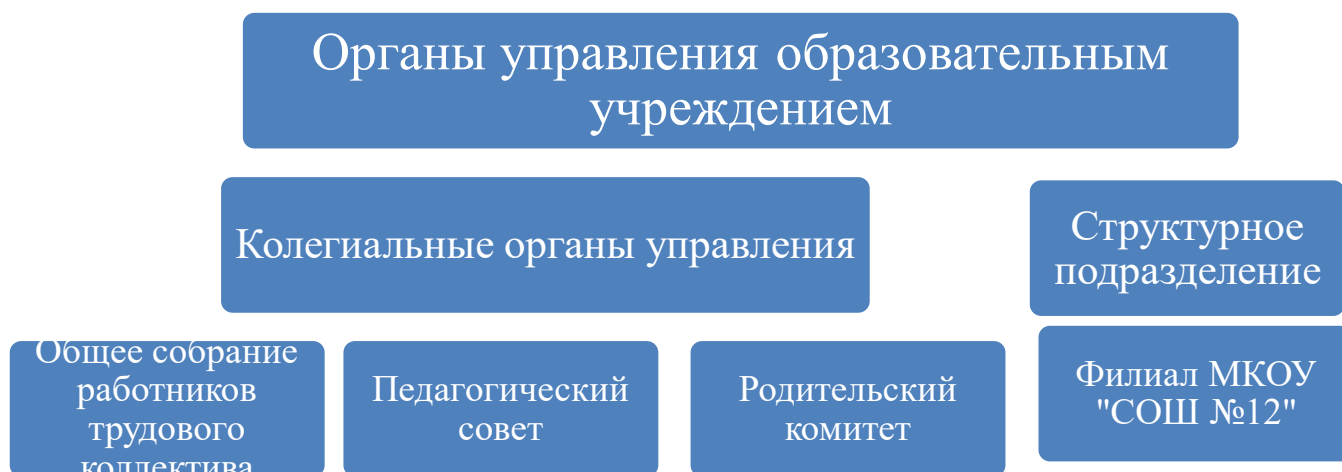 Органы управления образовательным
учреждением
Колегиальные органы управления
Структурное
подразделение
Общее собрание
работников
трудового
коллектива
Педагогический
совет
Родительский
комитет
Филиал МКОУ
"СОШ №12"